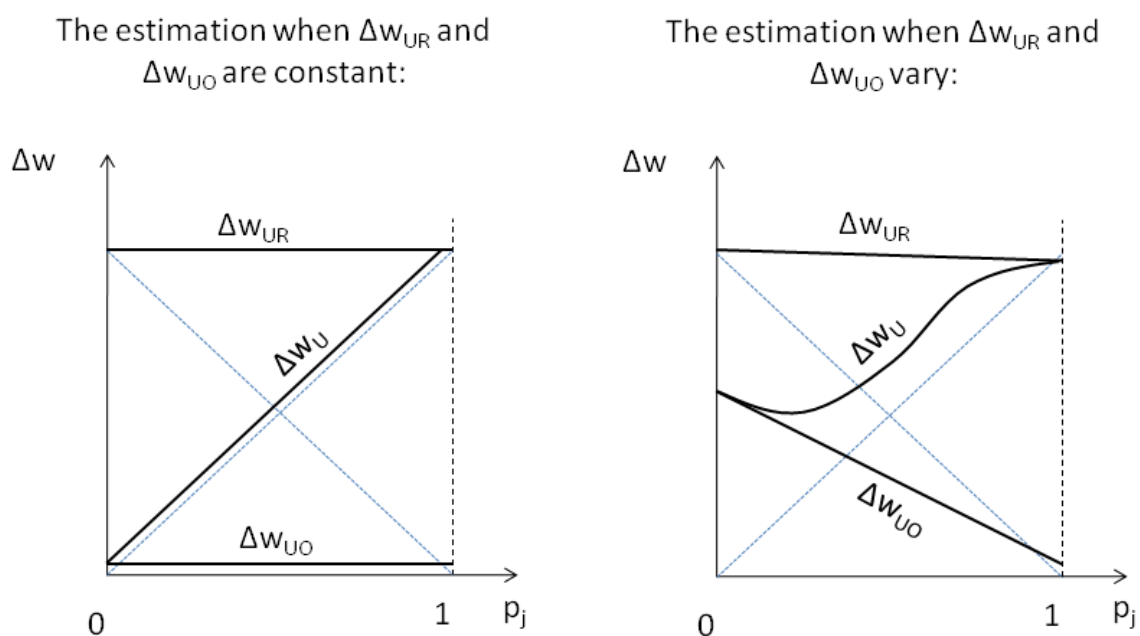 The estimation when Δw_UR and
Δw_UO are constant:
Δw
Δw_UR
Δw_U
Δw_UO
0
1
p_j
The estimation when Δw_UR and
Δw_UO vary:
Δw
Δw_UR
Δw_U
Δw_UO
0
1
p_j